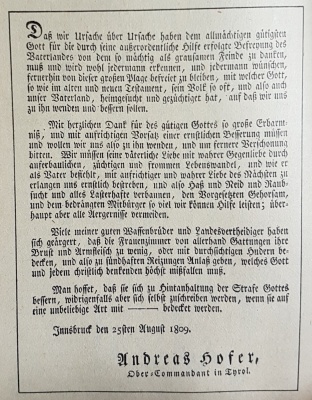 Daß wir Ursache über Ursache haben dem allmächtigen gütigsten
Gott für die durch seine außerordentliche Hilfe erfolgte Befreyung des
Vaterlandes von dem so mächtig als grausamen Feinde zu danken,
muß und wird wohl jedermann erkennen, und jedermann wünschen,
fernerhin von dieser großen Plage befreiet zu bleiben, mit welcher Gott,
so wie im alten und neuen Testament, sein Volk so oft, und also auch
unser Vaterland, heimgesucht und gezüchtiget hat, auf daß wir uns
zu ihn wenden und bessern sollen.
Mit herzlichen Dank für des gütigen Gottes so große Erbarm-
niß, und mit aufrichtigen Vorsatz einer ernstlichen Besserung müssen
und wollen wir uns also zu ihn wenden, und um fernere Verschonung
bitten. Wir müssen seine väterliche Liebe mit wahrer Gegenliebe durch
auferbaulichen, züchtigen und frommen Lebenswandel, und wie er
als Vater befiehlt, mit aufrichtiger und wahrer Liebe des Nächsten zu
erlangen uns ernstlich bestreben, und also Haß und Neid und Raub-
sucht und alles Lasterhafte verbannen, den Vorgesetzten Gehorsam,
und dem bedrängten Mitbürger so viel wir können Hilfe leisten; über-
haupt aber alle Aergernisse vermeiden.
Viele meiner guten Waffenbrüder und Landesvertheidiger haben
sich geärgert, daß die Frauenzimmer von allerhand Gattungen ihre
Brust und Armfleisch zu wenig, oder mit durchsichtigen Hudern be-
decken, und also zu sündhaften Reizungen Anlaß geben, welches Gott
und jedem christlich denkenden höchst mißfallen muß.
Man hoffet, daß sie sich zu Hintanhaltung der Strafe Gottes
bessern, widrigenfalls aber sich selbst zuschreiben werden, wenn sie auf
eine unbeliebige Art mit —— bedecket werden.
Innsbruck den 25sten August 1809.
Andreas Hofer,
Ober-Commandant in Tyrol.